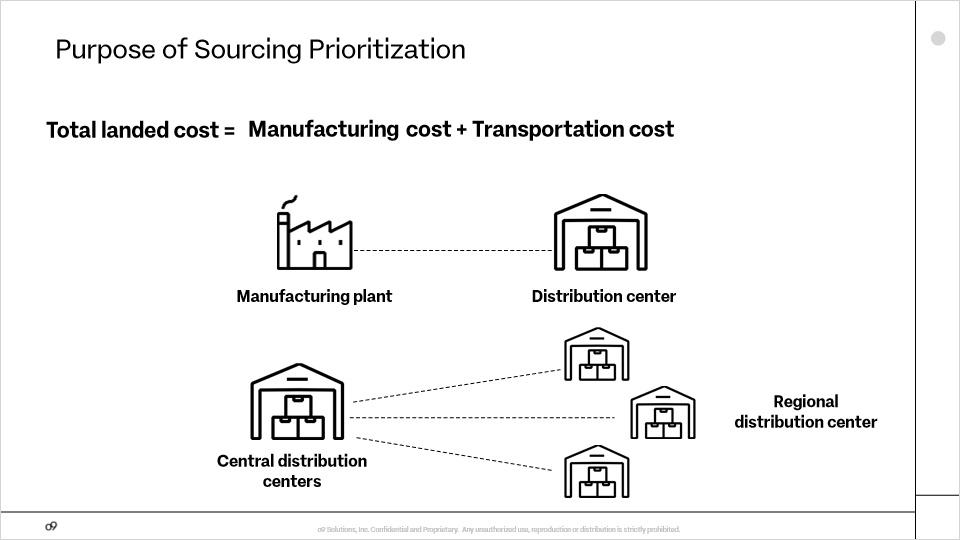 Purpose of Sourcing Prioritization
Total landed cost = Manufacturing cost + Transportation cost
Manufacturing plant
Distribution center
Central distribution
centers
Regional
distribution center
o9
o9 Solutions, Inc. Confidential and Proprietary. Any unauthorized use, reproduction or distribution is strictly prohibited.